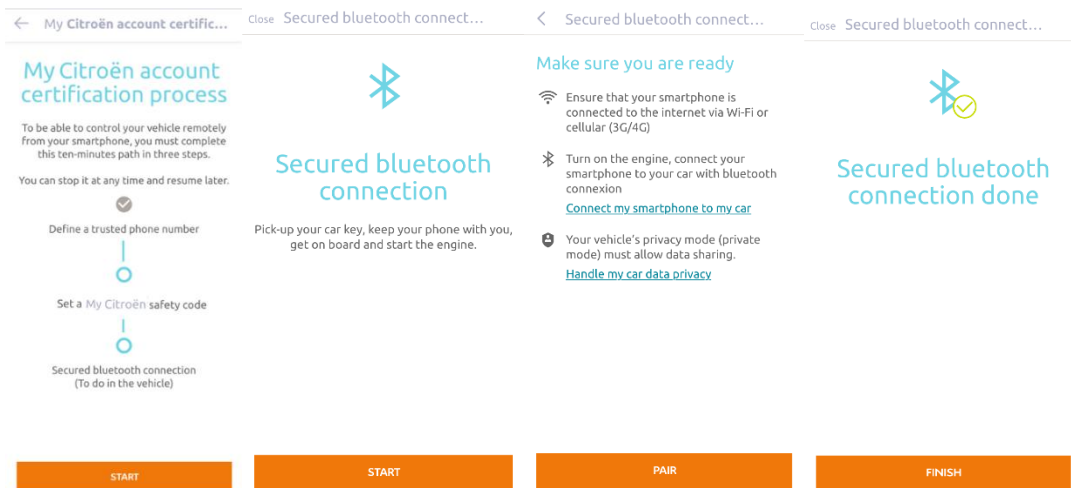 My Citroën account certific...
My Citroën account
certification process
To be able to control your vehicle remotely
from your smartphone, you must complete
this ten-minutes path in three steps.
You can stop it at any time and resume later.
Define a trusted phone number
Set a My Citroën safety code
Secured bluetooth connection
(To do in the vehicle)
START
Close Secured bluetooth connect...
Secured bluetooth
connection
Pick-up your car key, keep your phone with you,
get on board and start the engine.
START
Secured bluetooth connect...
Make sure you are ready
Ensure that your smartphone is
connected to the internet via Wi-Fi or
cellular (3G/4G)
Turn on the engine, connect your
smartphone to your car with bluetooth
connexion
Connect my smartphone to my car
Your vehicle's privacy mode (private
mode) must allow data sharing.
Handle my car data privacy
PAIR
Close Secured bluetooth connect...
Secured bluetooth
connection done
FINISH